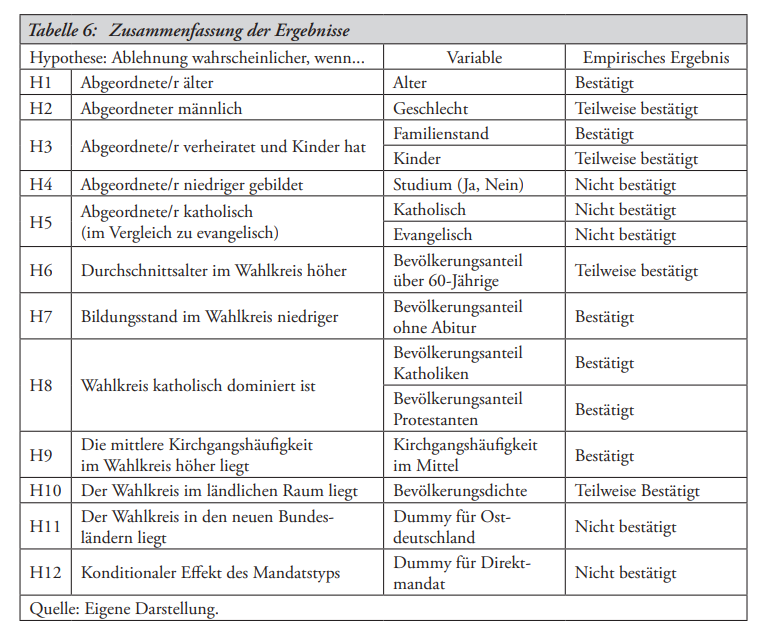 Tabelle 6: Zusammenfassung der Ergebnisse
Hypothese: Ablehnung wahrscheinlicher, wenn... Variable Empirisches Ergebnis
H1 Abgeordnete/r älter Alter Bestätigt
H2 Abgeordneter männlich Geschlecht Teilweise bestätigt
H3 Abgeordnete/r verheiratet und Kinder hat Familienstand Bestätigt
Kinder Teilweise bestätigt
H4 Abgeordnete/r niedriger gebildet Studium (Ja, Nein) Nicht bestätigt
H5 Abgeordnete/r katholisch
(im Vergleich zu evangelisch)
Katholisch Nicht bestätigt
Evangelisch Nicht bestätigt
H6 Durchschnittsalter im Wahlkreis höher Bevölkerungsanteil
über 60-Jährige
Teilweise bestätigt
H7 Bildungsstand im Wahlkreis niedriger Bevölkerungsanteil
ohne Abitur
Bestätigt
H8 Wahlkreis katholisch dominiert ist Bevölkerungsanteil
Katholiken
Bestätigt
Bevölkerungsanteil
Protestanten
Bestätigt
H9 Die mittlere Kirchgangshäufigkeit
im Wahlkreis höher liegt
Kirchgangshäufigkeit
im Mittel
Bestätigt
H10 Der Wahlkreis im ländlichen Raum liegt Bevölkerungsdichte Teilweise Bestätigt
H11 Der Wahlkreis in den neuen Bundes-
ländern liegt
Dummy für Ost-
deutschland
Nicht bestätigt
H12 Konditionaler Effekt des Mandatstyps Dummy für Direkt-
mandat
Nicht bestätigt
Quelle: Eigene Darstellung.